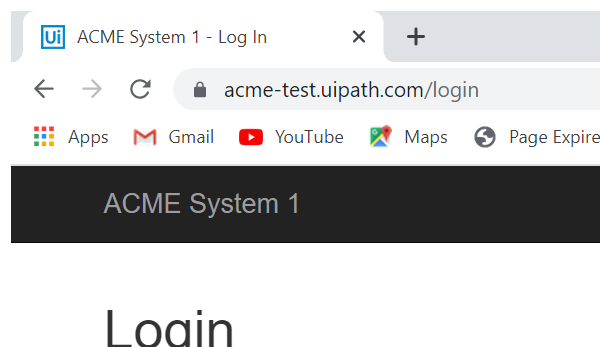 Ui ACME System 1 - Log In
acme-test.uipath.com/login
Apps Gmail YouTube Maps Page Expire
ACME System 1
Login